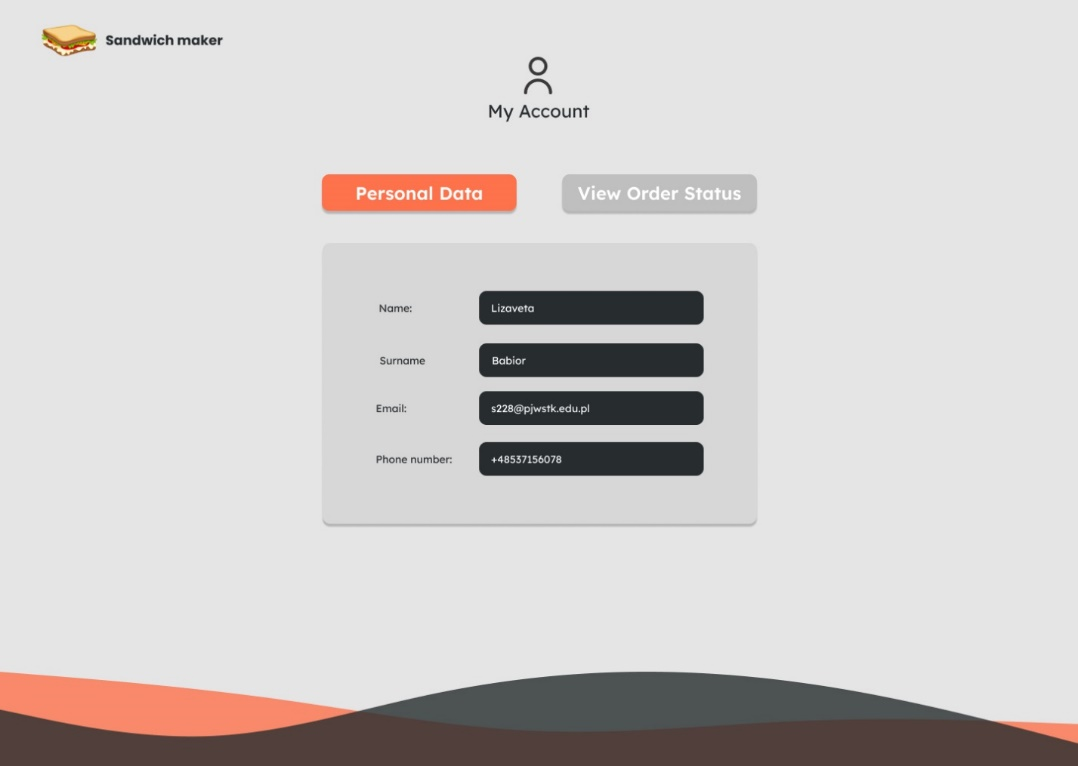 Sandwich maker
My Account
Personal Data
View Order Status
Name:
Lizaveta
Surname
Babior
Email:
s228@pjwstk.edu.pl
Phone number:
+48537156078